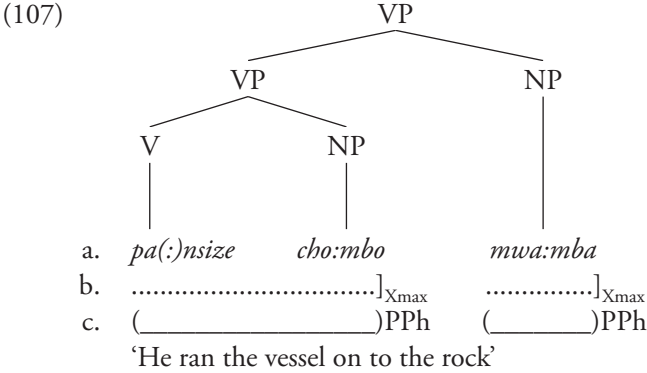 (107) VP
VP NP
V NP
a. pa(:)nsize cho:mbo mwa:mba
b. ................................]Xmax ..............]Xmax
c. (__________________)PPh (_______)PPh
‘He ran the vessel on to the rock’